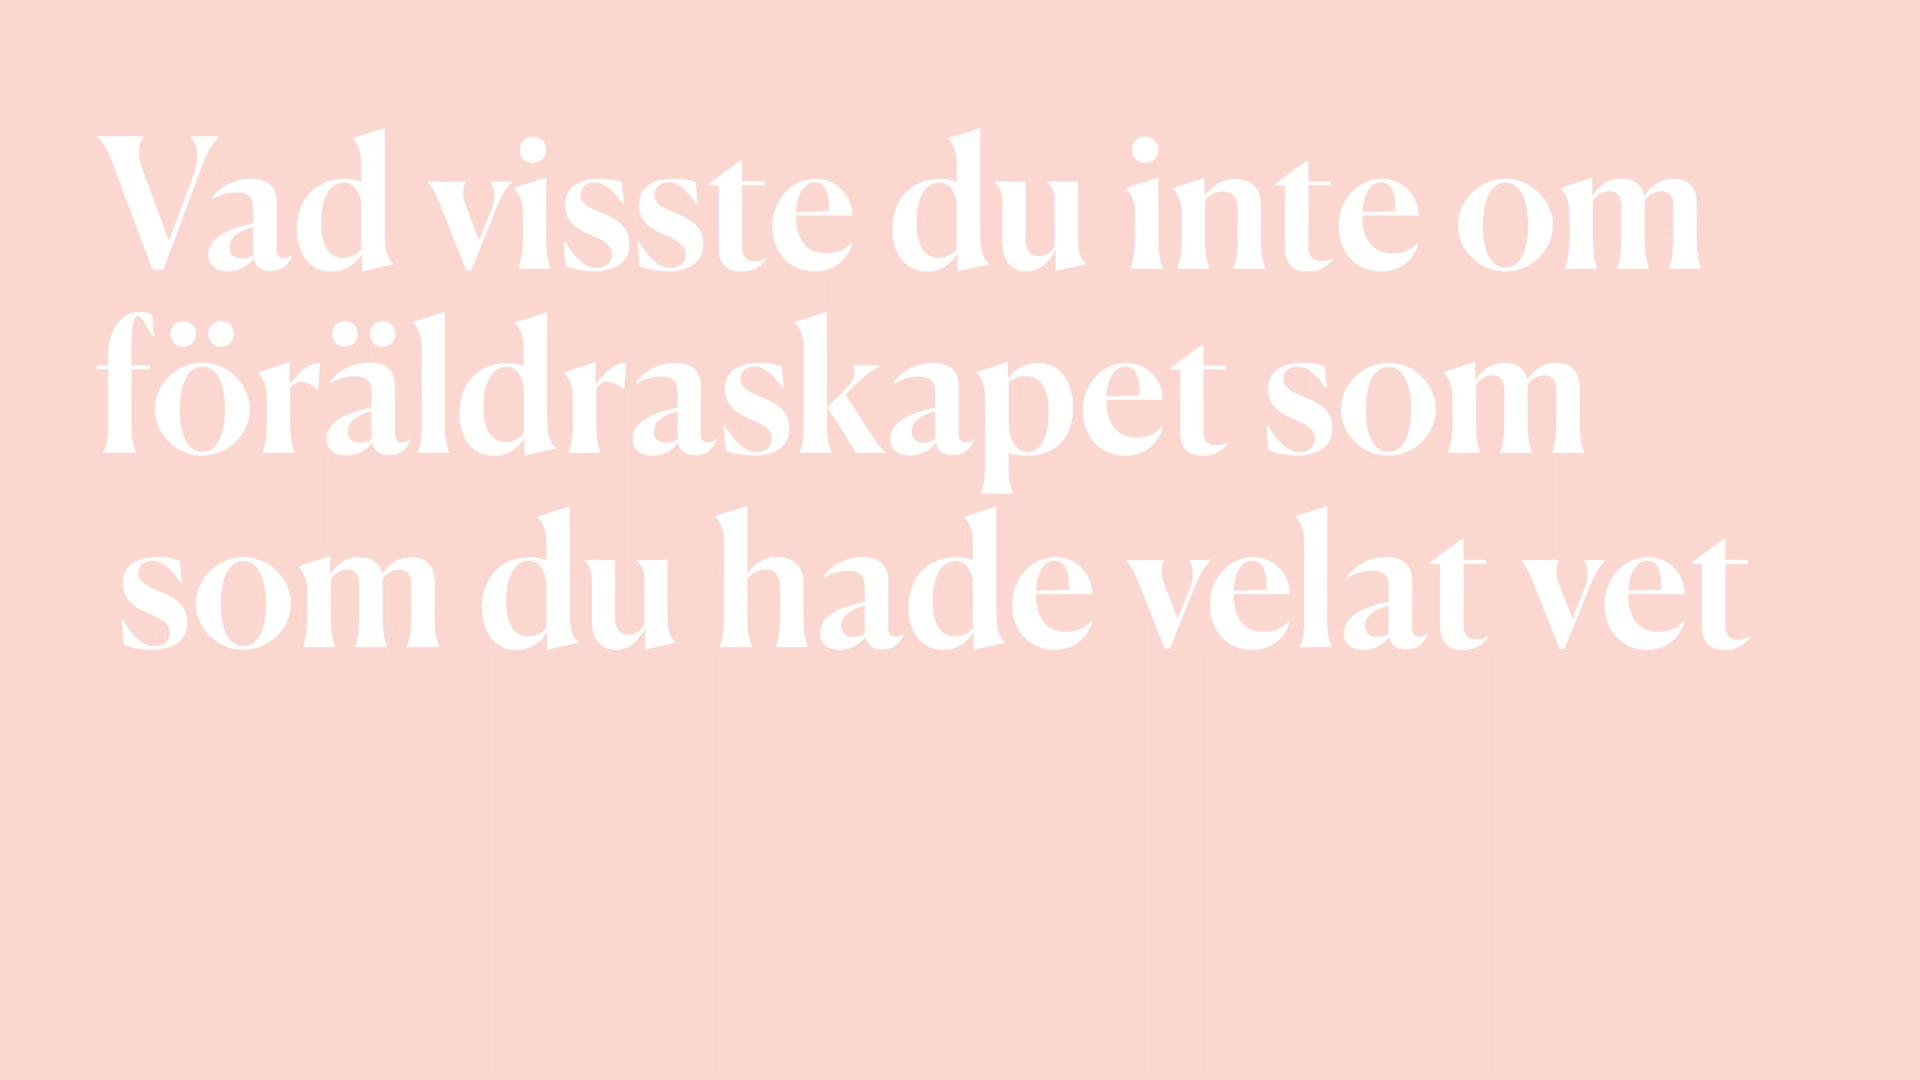 Vad visste du inte om
föräldraskapet som
som du hade velat vet